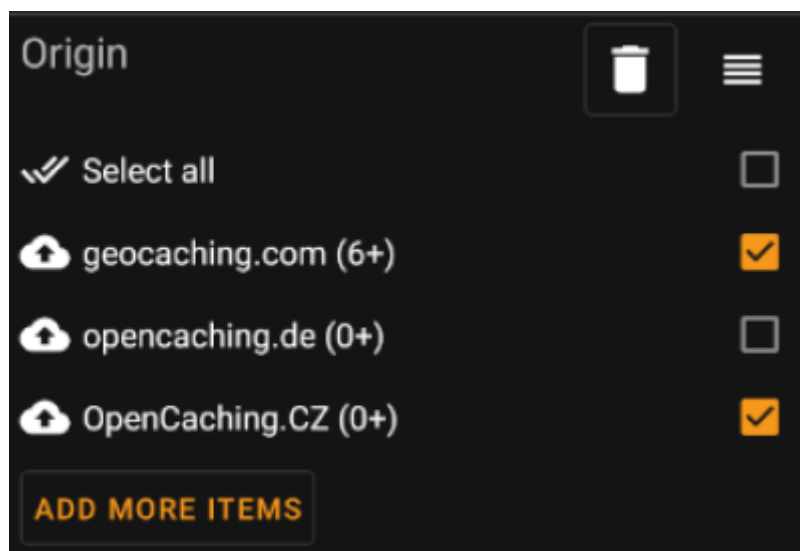 Origin
Select all
geocaching.com (6+)
opencaching.de (0+)
OpenCaching.CZ (0+)
ADD MORE ITEMS